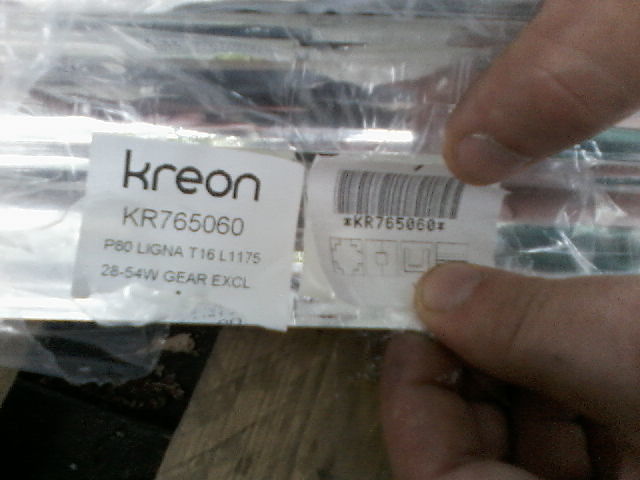 kreon
KR765060
P80 LIGNA T16 L1175
28-54W GEAR EXCL
*KR765060*